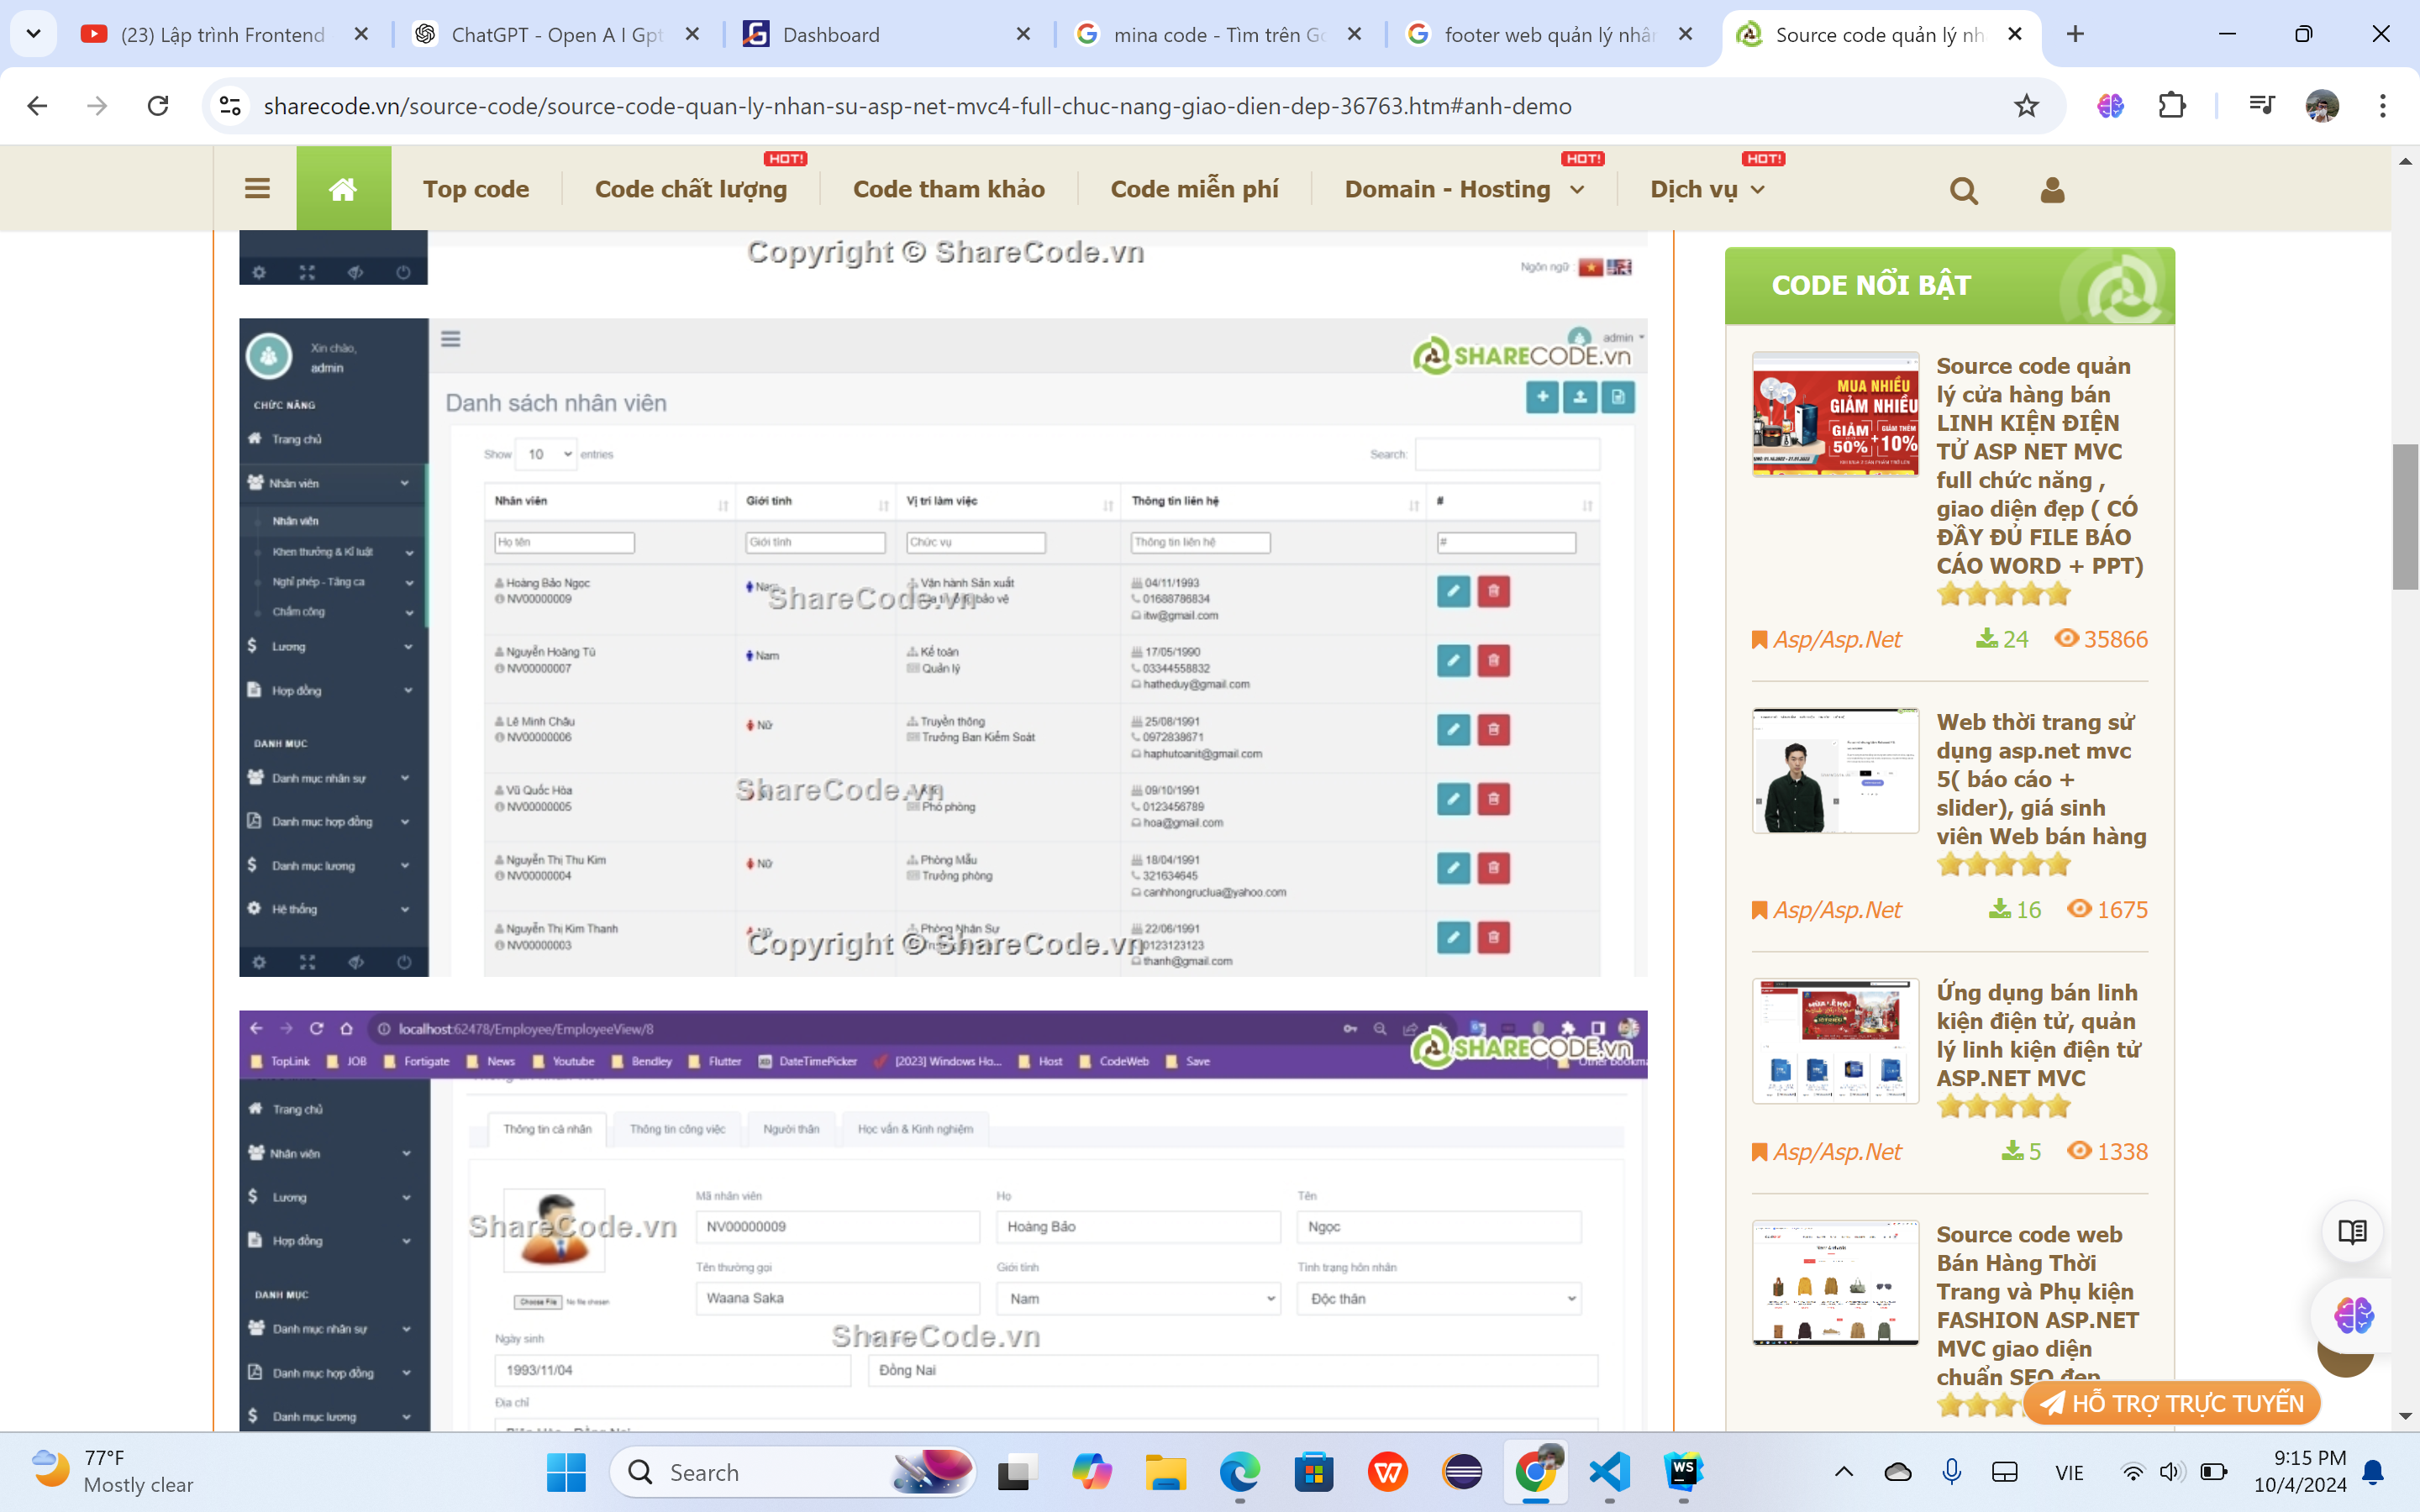 (23) Lập trình Frontend
ChatGPT - Open A I Gpt
Dashboard
mina code - Tìm trên Go
footer web quản lý nhân
Source code quản lý nh
sharecode.vn/source-code/source-code-quan-ly-nhan-su-asp-net-mvc4-full-chuc-nang-giao-dien-dep-36763.htm#anh-demo
Top code
HOT!
Code chất lượng
Code tham khảo
Code miễn phí
HOT!
Domain - Hosting
HOT!
Dịch vụ
Copyright © ShareCode.vn
Ngôn ngữ :
Xin chào,
admin
CHỨC NĂNG
Trang chủ
Nhân viên
Nhân viên
Khen thưởng & Kỉ luật
Nghỉ phép - Tăng ca
Chấm công
Lương
Hợp đồng
DANH MỤC
Danh mục nhân sự
Danh mục hợp đồng
Danh mục lương
Hệ thống
admin
SHARECODE.vn
Danh sách nhân viên
Show 10 entries
Search:
Nhân viên Giới tính Vị trí làm việc Thông tin liên hệ #
Họ tên Giới tính Chức vụ Thông tin liên hệ #
Hoàng Bảo Ngọc
NV00000009
Nam
Vận hành Sản xuất
bảo vệ
04/11/1993
01688786834
itw@gmail.com
ShareCode.vn
Nguyễn Hoàng Tú
NV00000007
Nam
Kế toán
Quản lý
17/05/1990
03344558832
hatheduy@gmail.com
Lê Minh Châu
NV00000006
Nữ
Truyền thông
Trưởng Ban Kiểm Soát
25/08/1991
0972838671
haphutoanit@gmail.com
Vũ Quốc Hòa
NV00000005
Phó phòng
09/10/1991
0123456789
hoa@gmail.com
ShareCode.vn
Nguyễn Thị Thu Kim
NV00000004
Nữ
Phòng Mẫu
Trưởng phòng
18/04/1991
321634645
canhhongruclua@yahoo.com
Nguyễn Thị Kim Thanh
NV00000003
Phòng Nhân Sự
22/06/1991
0123123123
thanh@gmail.com
Copyright © ShareCode.vn
localhost:62478/Employee/EmployeeView/8
TopLink JOB Fortigate News Youtube Bendley Flutter DateTimePicker [2023] Windows Ho... Host CodeWeb Save
Other bookma
SHARECODE.vn
Trang chủ
Nhân viên
Lương
Hợp đồng
DANH MỤC
Danh mục nhân sự
Danh mục hợp đồng
Danh mục lương
Thông tin cá nhân Thông tin công việc Người thân Học vấn & Kinh nghiệm
ShareCode.vn
Choose File No file chosen
Mã nhân viên Họ Tên
NV00000009 Hoàng Bảo Ngọc
Tên thường gọi Giới tính Tình trạng hôn nhân
Waana Saka Nam Độc thân
Ngày sinh
ShareCode.vn
1993/11/04 Đồng Nai
Địa chỉ
CODE NỔI BẬT
MUA NHIỀU
GIẢM NHIỀU
GIẢM
50%
GIẢM THÊM
+10%
Source code quản
lý cửa hàng bán
LINH KIỆN ĐIỆN
TỬ ASP NET MVC
full chức năng ,
giao diện đẹp ( CÓ
ĐẦY ĐỦ FILE BÁO
CÁO WORD + PPT)
Asp/Asp.Net 24 35866
Web thời trang sử
dụng asp.net mvc
5( báo cáo +
slider), giá sinh
viên Web bán hàng
Asp/Asp.Net 16 1675
Ứng dụng bán linh
kiện điện tử, quản
lý linh kiện điện tử
ASP.NET MVC
Asp/Asp.Net 5 1338
Source code web
Bán Hàng Thời
Trang và Phụ kiện
FASHION ASP.NET
MVC giao diện
chuẩn SEO đẹp
HỖ TRỢ TRỰC TUYẾN
77°F
Mostly clear
Search
WS
VIE
9:15 PM
10/4/2024